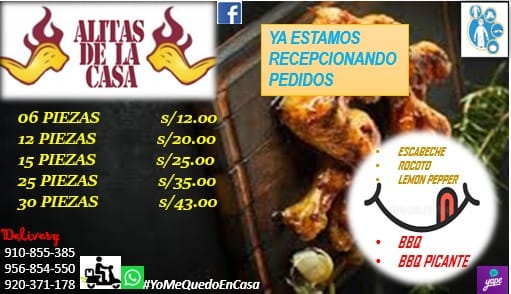 ALITAS
DE LA
CASA
f
YA ESTAMOS
RECEPCIONANDO
PEDIDOS
06 PIEZAS s/12.00
12 PIEZAS s/20.00
15 PIEZAS s/25.00
25 PIEZAS s/35.00
30 PIEZAS s/43.00
• ESCABECHE
• ROCOTO
• LEMON PEPPER
• BBQ
• BBQ PICANTE
Delivery
910-855-385
956-854-550
920-371-178
#YoMeQuedoEnCasa
yape